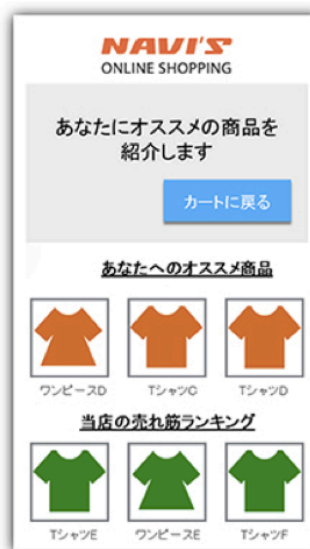 NAVI'S
ONLINE SHOPPING
あなたにオススメの商品を
紹介します
カートに戻る
あなたへのオススメ商品
ワンピースD TシャツC TシャツD
当店の売れ筋ランキング
TシャツE ワンピースE TシャツF